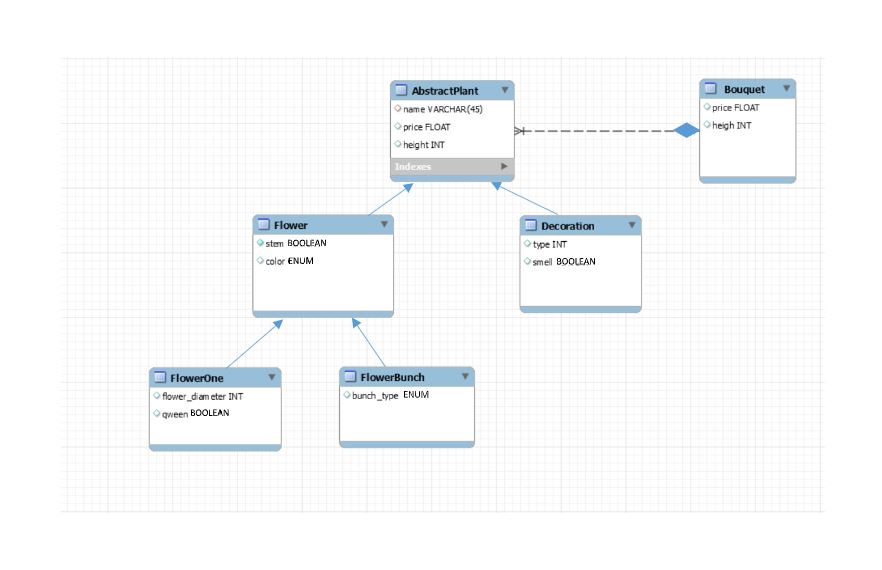 AbstractPlant
name VARCHAR(45)
price FLOAT
height INT
Indexes
Bouquet
price FLOAT
heigh INT
Flower
stem BOOLEAN
color ENUM
Decoration
type INT
smell BOOLEAN
FlowerOne
flower_diameter INT
qween BOOLEAN
FlowerBunch
bunch_type ENUM